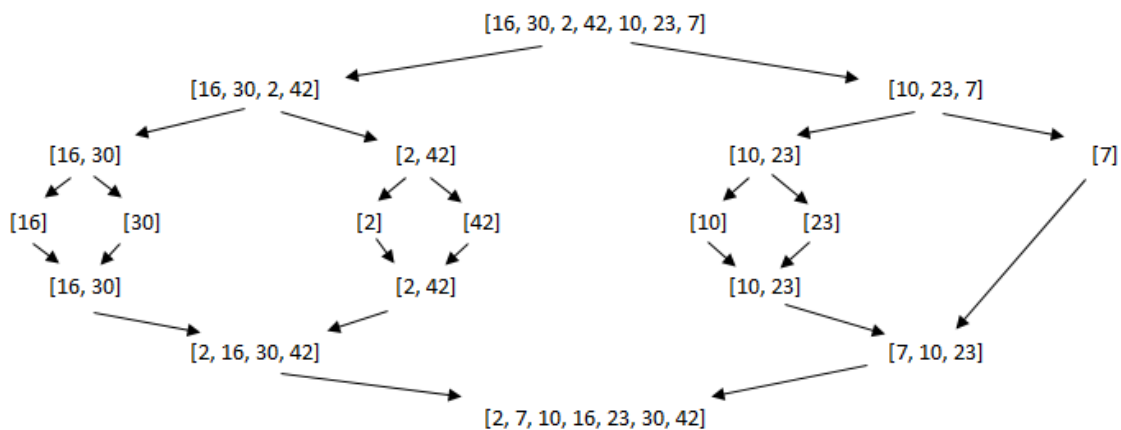 [16, 30, 2, 42, 10, 23, 7]
[16, 30, 2, 42]
[10, 23, 7]
[16, 30]
[2, 42]
[10, 23]
[7]
[16]
[30]
[2]
[42]
[10]
[23]
[16, 30]
[2, 42]
[10, 23]
[2, 16, 30, 42]
[7, 10, 23]
[2, 7, 10, 16, 23, 30, 42]